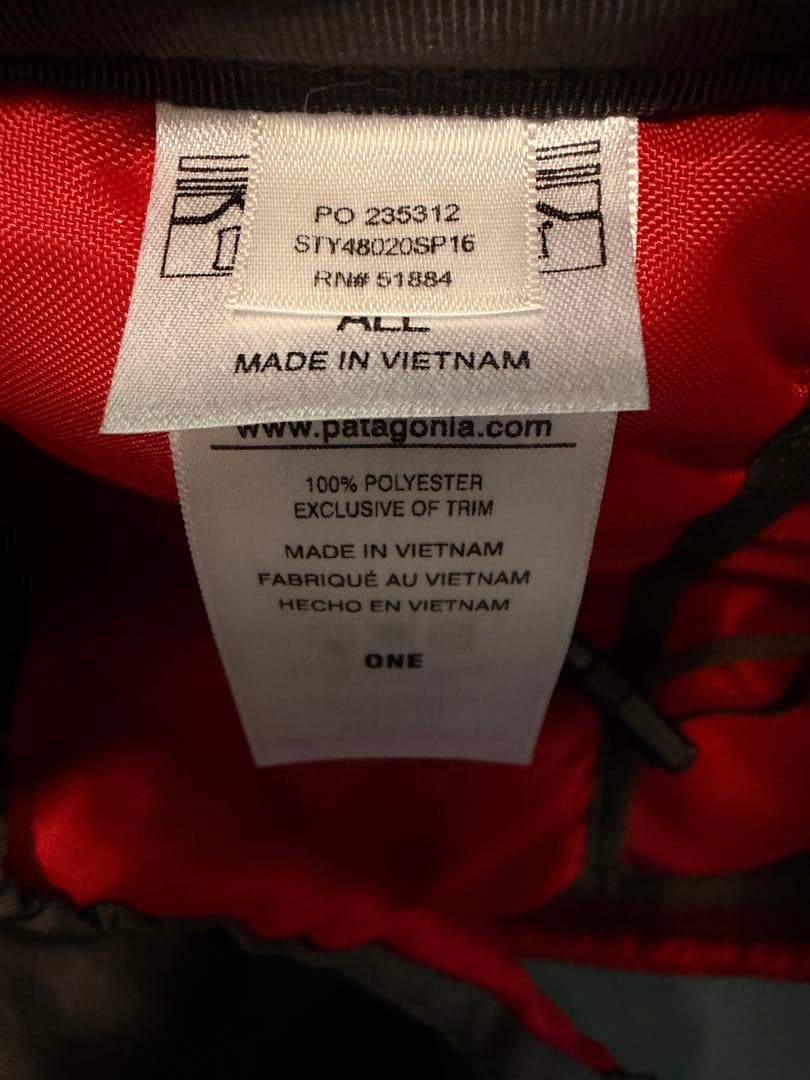 PO 235312
STY48020SP16
RN# 51884
ALL
MADE IN VIETNAM
www.patagonia.com
100% POLYESTER
EXCLUSIVE OF TRIM
MADE IN VIETNAM
FABRIQUÉ AU VIETNAM
HECHO EN VIETNAM
ONE